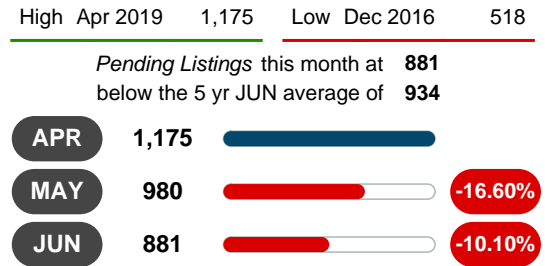 High Apr 2019 1,175 Low Dec 2016 518
Pending Listings this month at 881
below the 5 yr JUN average of 934
APR 1,175
MAY 980 -16.60%
JUN 881 -10.10%